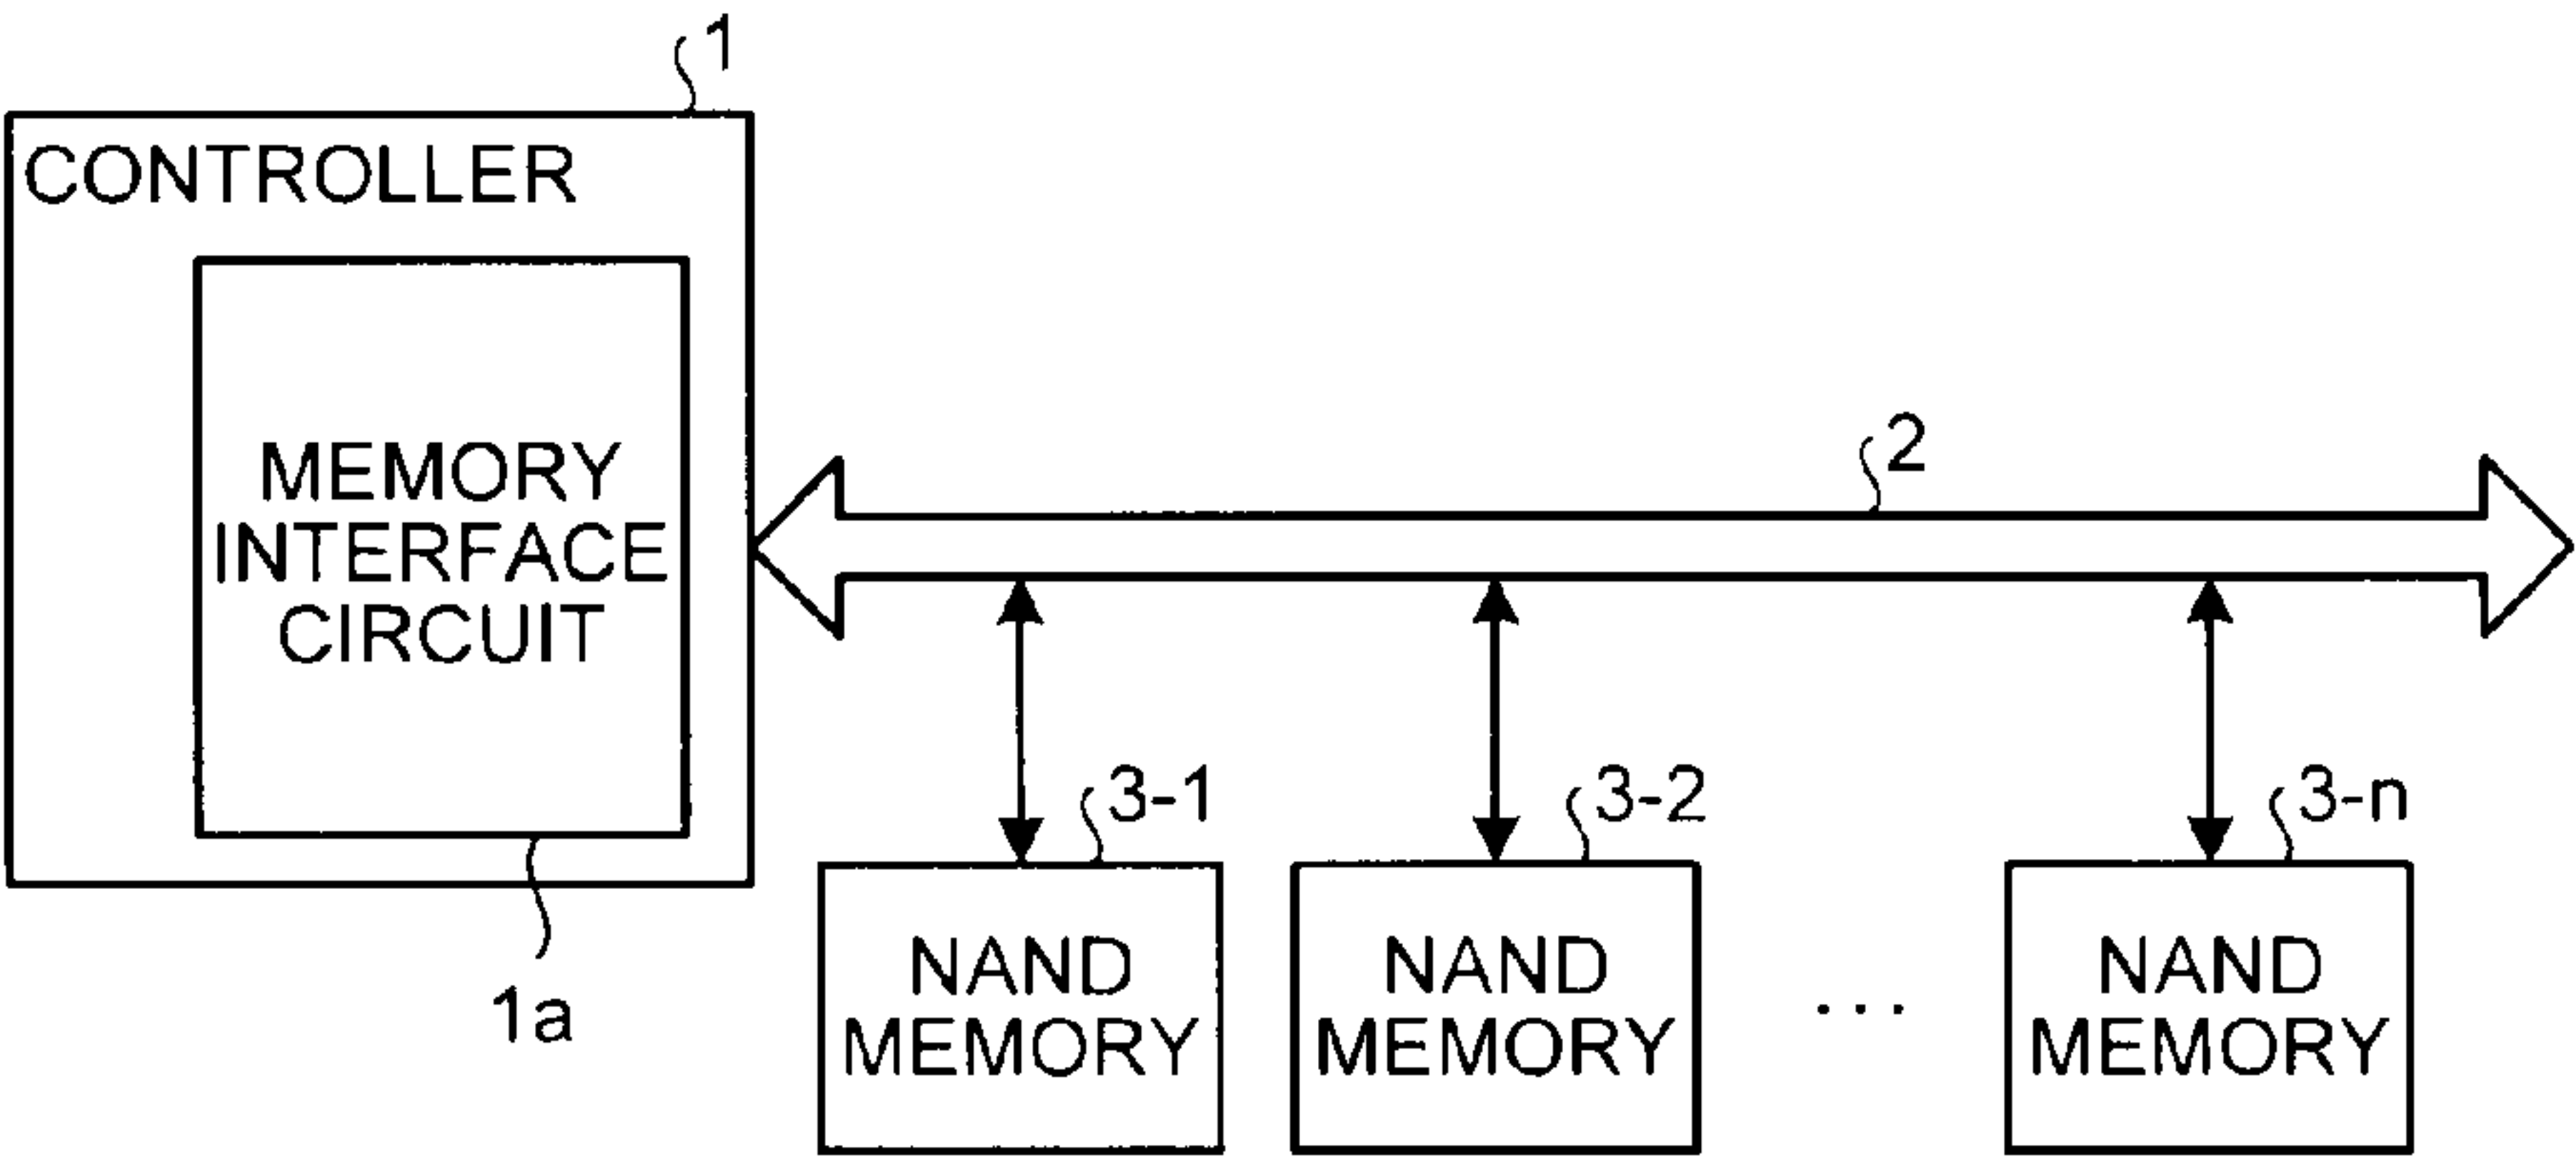 1
CONTROLLER
MEMORY
INTERFACE
CIRCUIT
1a
2
3-1
3-2
3-n
NAND
MEMORY
NAND
MEMORY
...
NAND
MEMORY